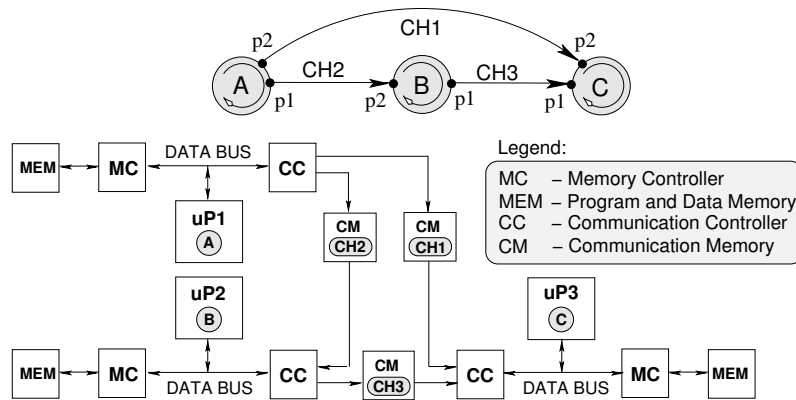 CH1
p2
p2
A
CH2
B
CH3
C
p1
p2
p1
p1
DATA BUS
MEM
MC
CC
uP1
A
CM
CH2
CM
CH1
Legend:
MC – Memory Controller
MEM – Program and Data Memory
CC – Communication Controller
CM – Communication Memory
uP2
B
uP3
C
MEM
MC
DATA BUS
CC
CM
CH3
CC
DATA BUS
MC
MEM